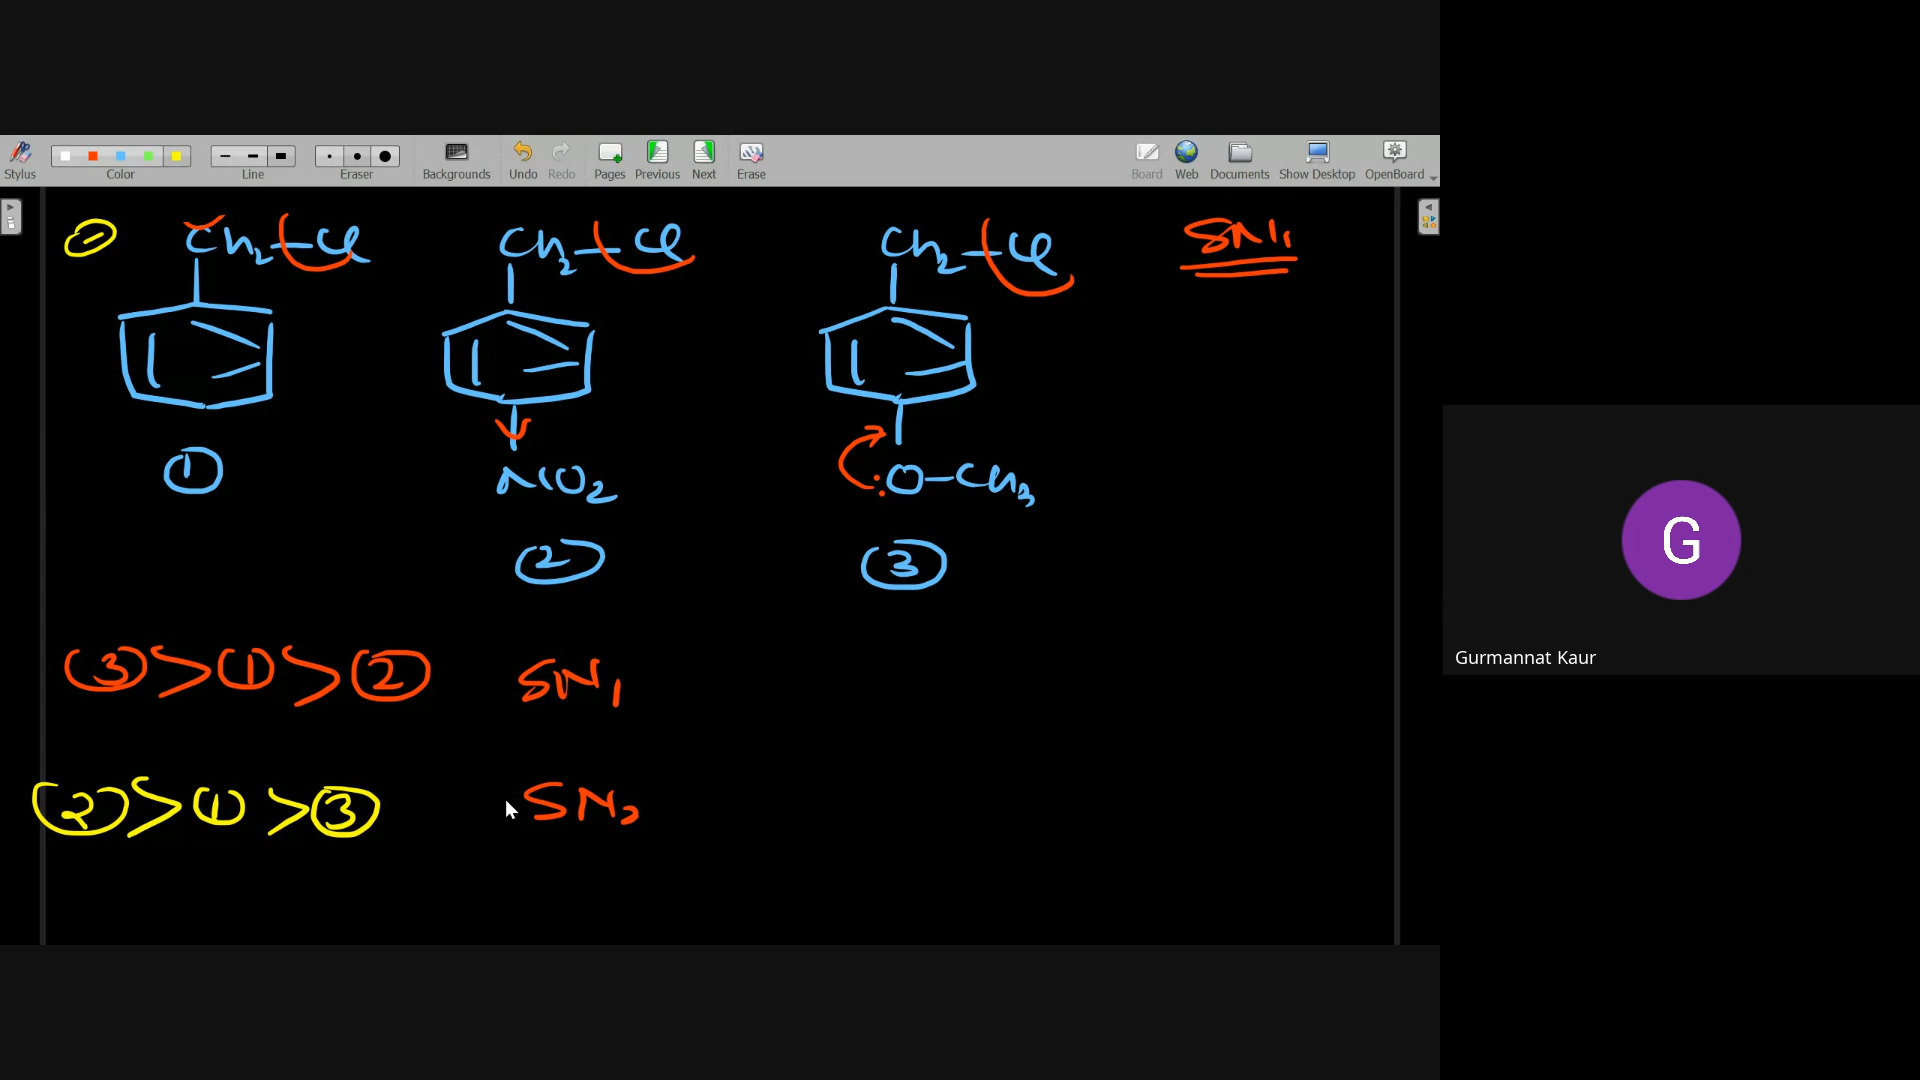 Stylus Color Line Eraser Backgrounds Undo Redo Pages Previous Next Erase Board Web Documents Show Desktop OpenBoard
CH2-Cl CH2-Cl CH2-Cl SN1
NO2 :O-CH3
1
2 3
3 > 1 > 2 SN1
2 > 1 > 3 SN2
G
Gurmannat Kaur